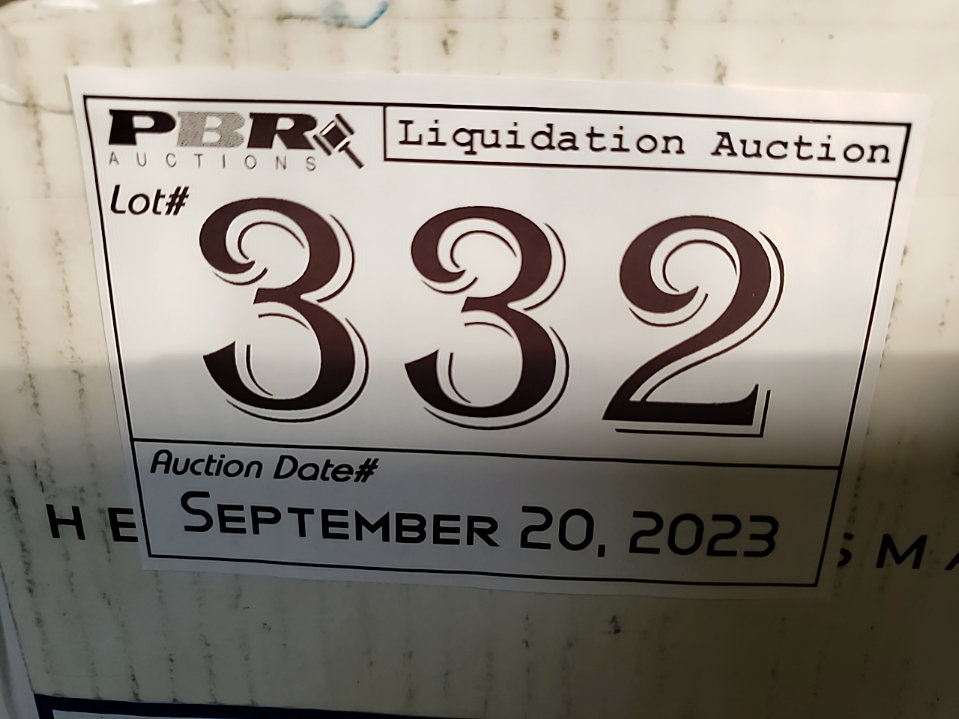 PBR
AUCTIONS
Liquidation Auction
Lot#
332
Auction Date#
SEPTEMBER 20, 2023